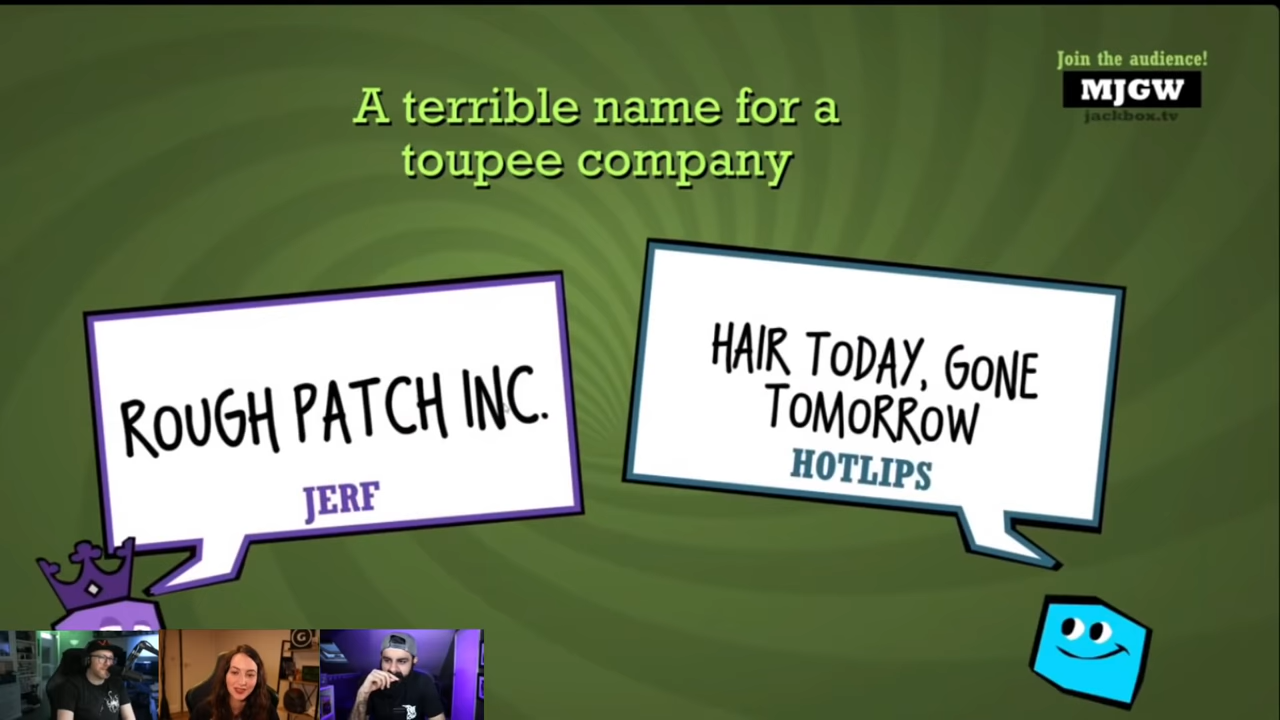 Join the audience!
MJGW
jackbox.tv
A terrible name for a
toupee company
ROUGH PATCH INC.
JERF
HAIR TODAY, GONE
TOMORROW
HOTLIPS